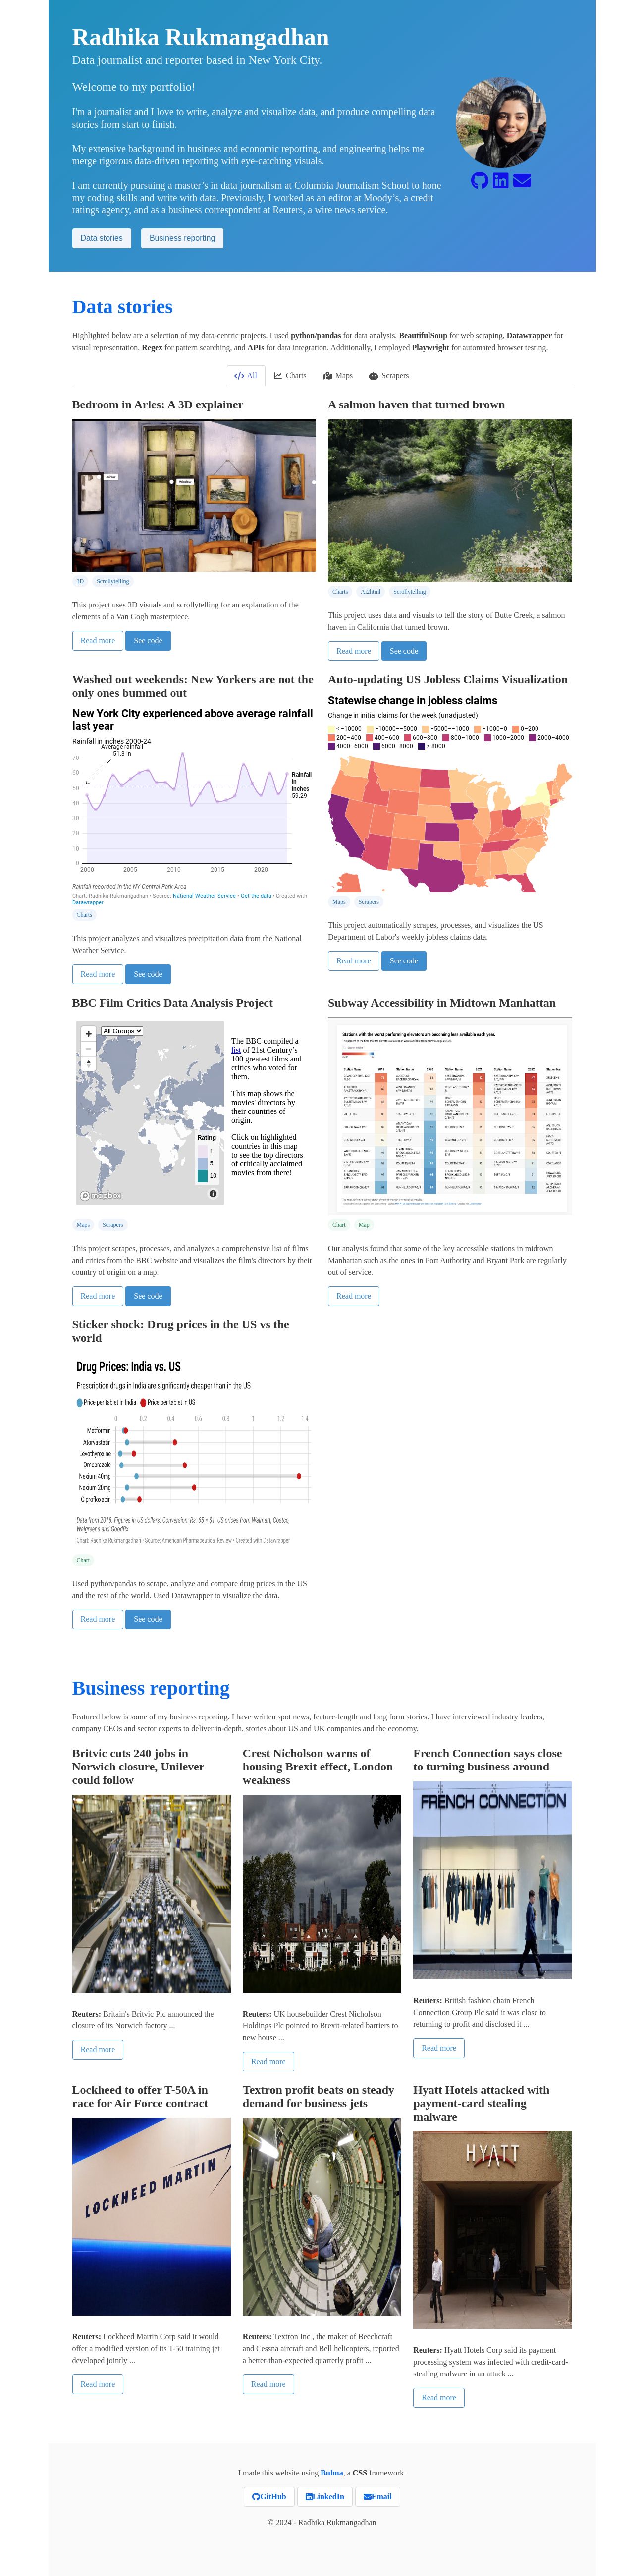 Radhika Rukmangadhan
Data journalist and reporter based in New York City.
Welcome to my portfolio!
I'm a journalist and I love to write, analyze and visualize data, and produce compelling data
stories from start to finish.
My extensive background in business and economic reporting, and engineering helps me
merge rigorous data-driven reporting with eye-catching visuals.
I am currently pursuing a master's in data journalism at Columbia Journalism School to hone
my coding skills and write with data. Previously, I worked as an editor at Moody's, a credit
ratings agency, and as a business correspondent at Reuters, a wire news service.
Data stories
Business reporting
Data stories
Highlighted below are a selection of my data-centric projects. I used python/pandas for data analysis, BeautifulSoup for web scraping, Datawrapper for
visual representation, Regex for pattern searching, and APIs for data integration. Additionally, I employed Playwright for automated browser testing.
All
Charts
Maps
Scrapers
Bedroom in Arles: A 3D explainer
Mirror
Window
3D
Scrollytelling
This project uses 3D visuals and scrollytelling for an explanation of the
elements of a Van Gogh masterpiece.
Read more
See code
A salmon haven that turned brown
Charts
Ai2html
Scrollytelling
This project uses data and visuals to tell the story of Butte Creek, a salmon
haven in California that turned brown.
Read more
See code
Washed out weekends: New Yorkers are not the
only ones bummed out
New York City experienced above average rainfall
last year
Rainfall in inches 2000-24
Average rainfall
51.3 in
70
60
50
40
30
20
10
0
2000
2005
2010
2015
2020
Rainfall
in
inches
59.29
Rainfall recorded in the NY-Central Park Area
Chart: Radhika Rukmangadhan • Source: National Weather Service • Get the data • Created with
Datawrapper
Charts
This project analyzes and visualizes precipitation data from the National
Weather Service.
Read more
See code
Auto-updating US Jobless Claims Visualization
Statewise change in jobless claims
Change in initial claims for the week (unadjusted)
< −10000
−10000–−5000
−5000–−1000
−1000–0
0–200
200–400
400–600
600–800
800–1000
1000–2000
2000–4000
4000–6000
6000–8000
≥ 8000
Maps
Scrapers
This project automatically scrapes, processes, and visualizes the US
Department of Labor's weekly jobless claims data.
Read more
See code
BBC Film Critics Data Analysis Project
All Groups
Rating
1
5
10
mapbox
The BBC compiled a
list of 21st Century's
100 greatest films and
critics who voted for
them.
This map shows the
movies' directors by
their countries of
origin.
Click on highlighted
countries in this map
to see the top directors
of critically acclaimed
movies from there!
Maps
Scrapers
This project scrapes, processes, and analyzes a comprehensive list of films
and critics from the BBC website and visualizes the film's directors by their
country of origin on a map.
Read more
See code
Subway Accessibility in Midtown Manhattan
Stations with the worst performing elevators are becoming less available each year.
Chart
Map
Our analysis found that some of the key accessible stations in midtown
Manhattan such as the ones in Port Authority and Bryant Park are regularly
out of service.
Read more
Sticker shock: Drug prices in the US vs the
world
Drug Prices: India vs. US
Prescription drugs in India are significantly cheaper than in the US
Price per tablet in India
Price per tablet in US
0
0.2
0.4
0.6
0.8
1
1.2
1.4
Metformin
Atorvastatin
Levothyroxine
Omeprazole
Nexium 40mg
Nexium 20mg
Ciprofloxacin
Data from 2018. Figures in US dollars. Conversion: Rs. 65 = $1. US prices from Walmart, Costco,
Walgreens and GoodRx.
Chart: Radhika Rukmangadhan • Source: American Pharmaceutical Review • Created with Datawrapper
Chart
Used python/pandas to scrape, analyze and compare drug prices in the US
and the rest of the world. Used Datawrapper to visualize the data.
Read more
See code
Business reporting
Featured below is some of my business reporting. I have written spot news, feature-length and long form stories. I have interviewed industry leaders,
company CEOs and sector experts to deliver in-depth, stories about US and UK companies and the economy.
Britvic cuts 240 jobs in
Norwich closure, Unilever
could follow
Reuters: Britain's Britvic Plc announced the
closure of its Norwich factory ...
Read more
Crest Nicholson warns of
housing Brexit effect, London
weakness
Reuters: UK housebuilder Crest Nicholson
Holdings Plc pointed to Brexit-related barriers to
new house ...
Read more
French Connection says close
to turning business around
FRENCH CONNECTION
Reuters: British fashion chain French
Connection Group Plc said it was close to
returning to profit and disclosed it ...
Read more
Lockheed to offer T-50A in
race for Air Force contract
LOCKHEED MARTIN
Reuters: Lockheed Martin Corp said it would
offer a modified version of its T-50 training jet
developed jointly ...
Read more
Textron profit beats on steady
demand for business jets
Reuters: Textron Inc , the maker of Beechcraft
and Cessna aircraft and Bell helicopters, reported
a better-than-expected quarterly profit ...
Read more
Hyatt Hotels attacked with
payment-card stealing
malware
HYATT
Reuters: Hyatt Hotels Corp said its payment
processing system was infected with credit-card-
stealing malware in an attack ...
Read more
I made this website using Bulma, a CSS framework.
GitHub
LinkedIn
Email
© 2024 - Radhika Rukmangadhan